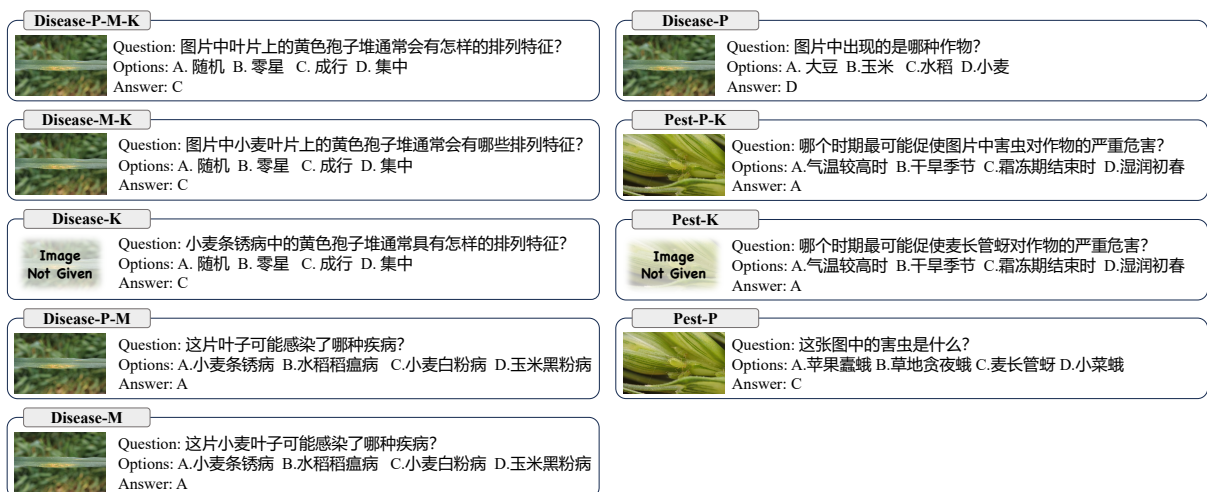 Disease-P-M-K
Question: 图片中叶片上的黄色孢子堆通常会有怎样的排列特征?
Options: A. 随机 B. 零星 C. 成行 D. 集中
Answer: C
Disease-M-K
Question: 图片中小麦叶片上的黄色孢子堆通常会有哪些排列特征?
Options: A. 随机 B. 零星 C. 成行 D. 集中
Answer: C
Disease-K
Image
Not Given
Question: 小麦条锈病中的黄色孢子堆通常具有怎样的排列特征?
Options: A. 随机 B. 零星 C. 成行 D. 集中
Answer: C
Disease-P-M
Question: 这片叶子可能感染了哪种疾病?
Options: A.小麦条锈病 B.水稻稻瘟病 C.小麦白粉病 D.玉米黑粉病
Answer: A
Disease-M
Question: 这片小麦叶子可能感染了哪种疾病?
Options: A.小麦条锈病 B.水稻稻瘟病 C.小麦白粉病 D.玉米黑粉病
Answer: A
Disease-P
Question: 图片中出现的是哪种作物?
Options: A. 大豆 B.玉米 C.水稻 D.小麦
Answer: D
Pest-P-K
Question: 哪个时期最可能促使图片中害虫对作物的严重危害?
Options: A.气温较高时 B.干旱季节 C.霜冻期结束时 D.湿润初春
Answer: A
Pest-K
Image
Not Given
Question: 哪个时期最可能促使麦长管蚜对作物的严重危害?
Options: A.气温较高时 B.干旱季节 C.霜冻期结束时 D.湿润初春
Answer: A
Pest-P
Question: 这张图中的害虫是什么?
Options: A.苹果蠹蛾 B.草地贪夜蛾 C.麦长管蚜 D.小菜蛾
Answer: C